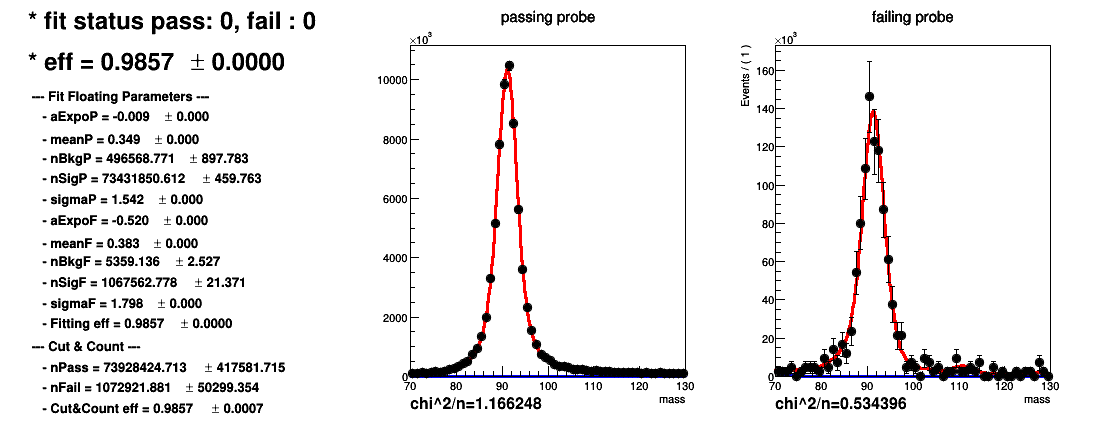 * fit status pass: 0, fail : 0
* eff = 0.9857 ± 0.0000
--- Fit Floating Parameters ---
- aExpoP = -0.009 ± 0.000
- meanP = 0.349 ± 0.000
- nBkgP = 496568.771 ± 897.783
- nSigP = 73431850.612 ± 459.763
- sigmaP = 1.542 ± 0.000
- aExpoF = -0.520 ± 0.000
- meanF = 0.383 ± 0.000
- nBkgF = 5359.136 ± 2.527
- nSigF = 1067562.778 ± 21.371
- sigmaF = 1.798 ± 0.000
- Fitting eff = 0.9857 ± 0.0000
--- Cut & Count ---
- nPass = 73928424.713 ± 417581.715
- nFail = 1072921.881 ± 50299.354
- Cut&Count eff = 0.9857 ± 0.0007
passing probe
×10³
10000
8000
6000
4000
2000
0
70 80 90 100 110 120 130
mass
chi^2/n=1.166248
failing probe
×10³
Events / ( 1 )
160
140
120
100
80
60
40
20
0
70 80 90 100 110 120 130
mass
chi^2/n=0.534396